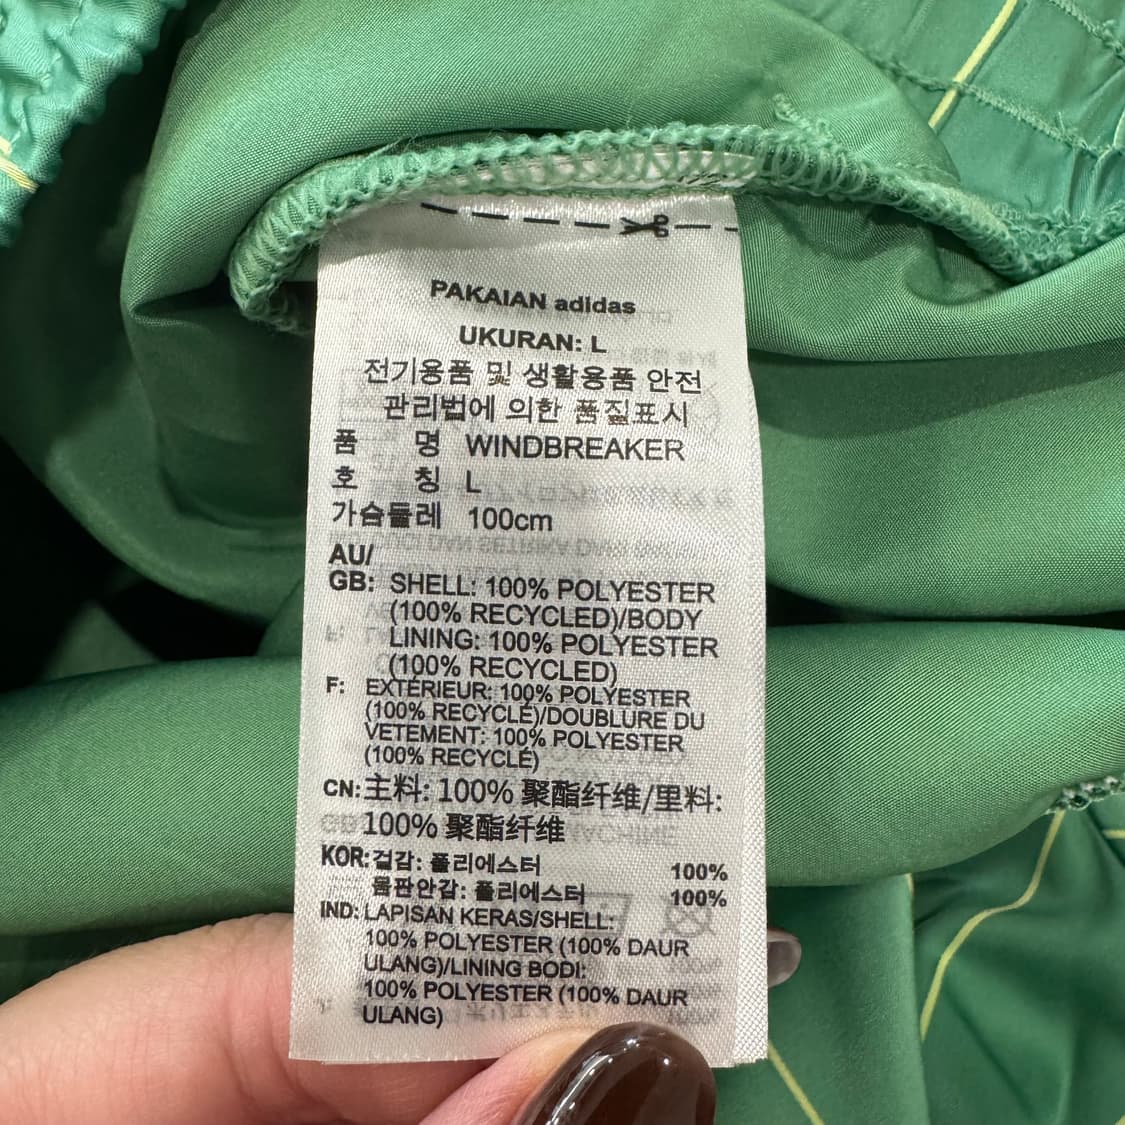 PAKAIAN adidas
UKURAN: L
전기용품 및 생활용품 안전
관리법에 의한 품질표시
품 명 WINDBREAKER
호 칭 L
가슴둘레 100cm
AU/
GB: SHELL: 100% POLYESTER
(100% RECYCLED)/BODY
LINING: 100% POLYESTER
(100% RECYCLED)
F: EXTÉRIEUR: 100% POLYESTER
(100% RECYCLÉ)/DOUBLURE DU
VETEMENT: 100% POLYESTER
(100% RECYCLÉ)
CN: 主料: 100% 聚酯纤维/里料:
100% 聚酯纤维
KOR: 겉감: 폴리에스터 100%
몸판안감: 폴리에스터 100%
IND: LAPISAN KERAS/SHELL:
100% POLYESTER (100% DAUR
ULANG)/LINING BODI:
100% POLYESTER (100% DAUR
ULANG)